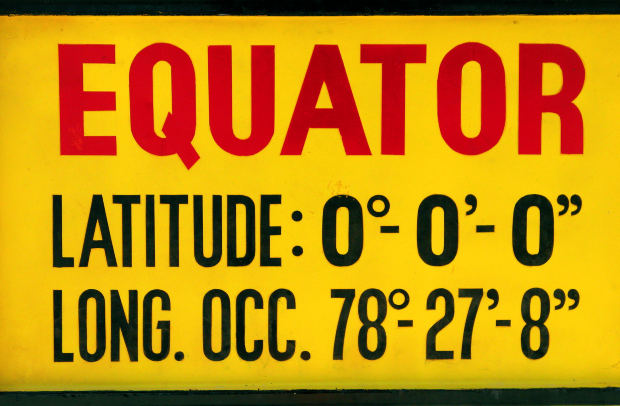 EQUATOR
LATITUDE: 0°- 0’- 0”
LONG. OCC. 78°- 27’- 8”